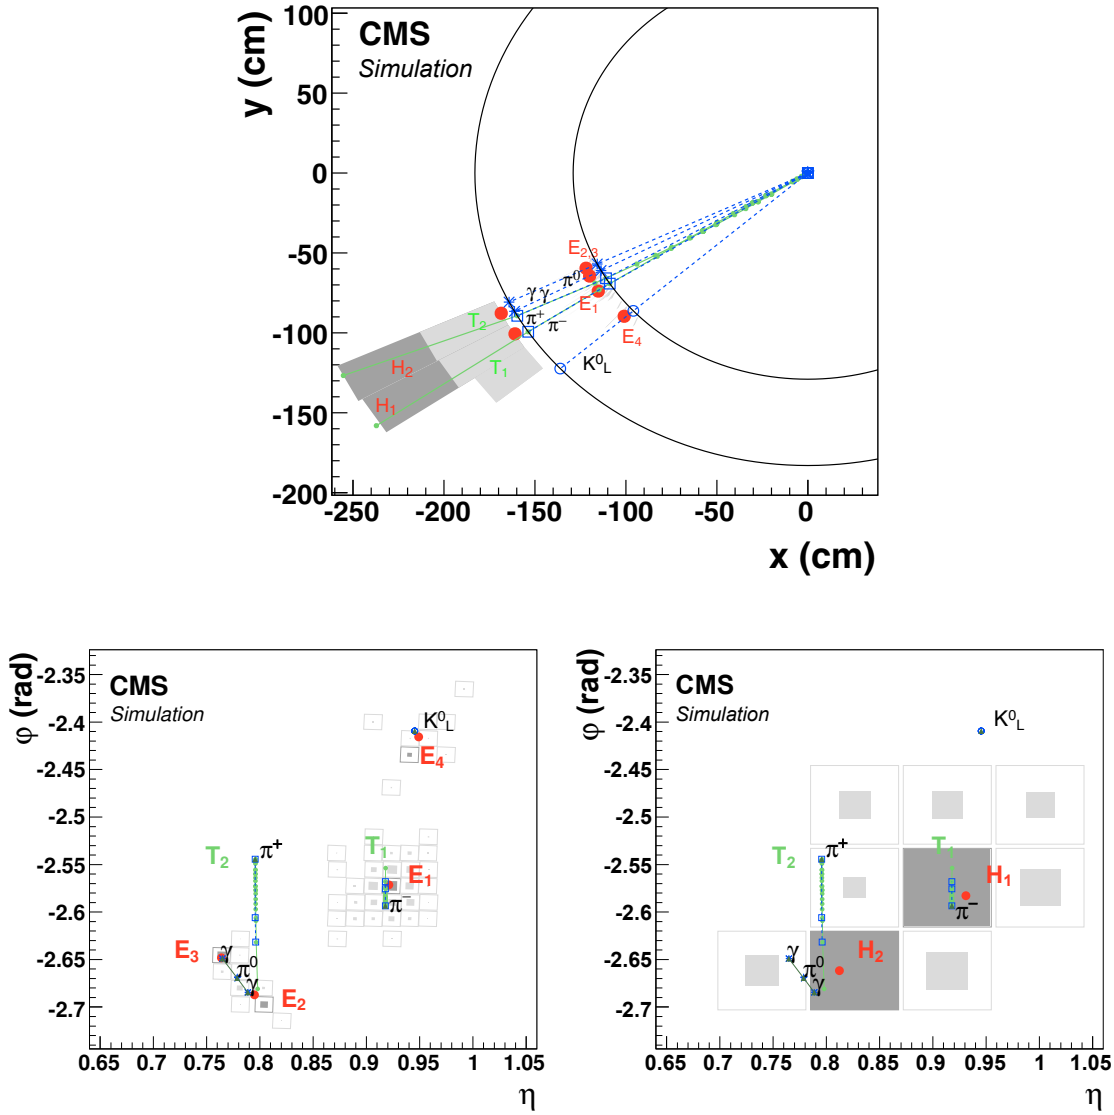 y (cm)
100
50
0
-50
-100
-150
-200
CMS
Simulation
E2,3
π0
γ γ
E1
T2
π+ π−
E4
H2
T1
K0L
H1
-250 -200 -150 -100 -50 0
x (cm)
φ (rad)
-2.35
-2.4
-2.45
-2.5
-2.55
-2.6
-2.65
-2.7
CMS
Simulation
K0L
E4
T2
π+
T1
E1
π−
E3
γ
π0
γ
E2
0.65 0.7 0.75 0.8 0.85 0.9 0.95 1 1.05
η
φ (rad)
-2.35
-2.4
-2.45
-2.5
-2.55
-2.6
-2.65
-2.7
CMS
Simulation
K0L
T2
π+
T1
H1
π−
γ
π0
γ
H2
0.65 0.7 0.75 0.8 0.85 0.9 0.95 1 1.05
η